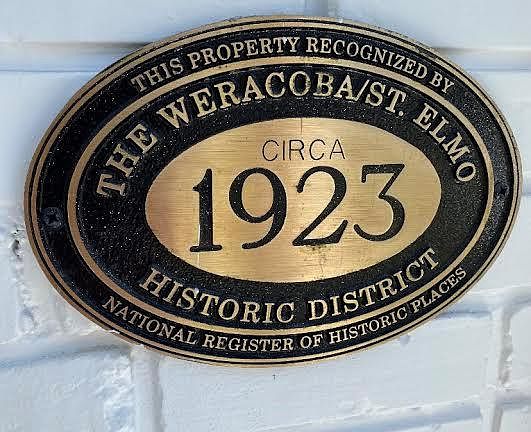 THIS PROPERTY RECOGNIZED BY
THE WERACOBA/ST. ELMO
CIRCA
1923
HISTORIC DISTRICT
NATIONAL REGISTER OF HISTORIC PLACES